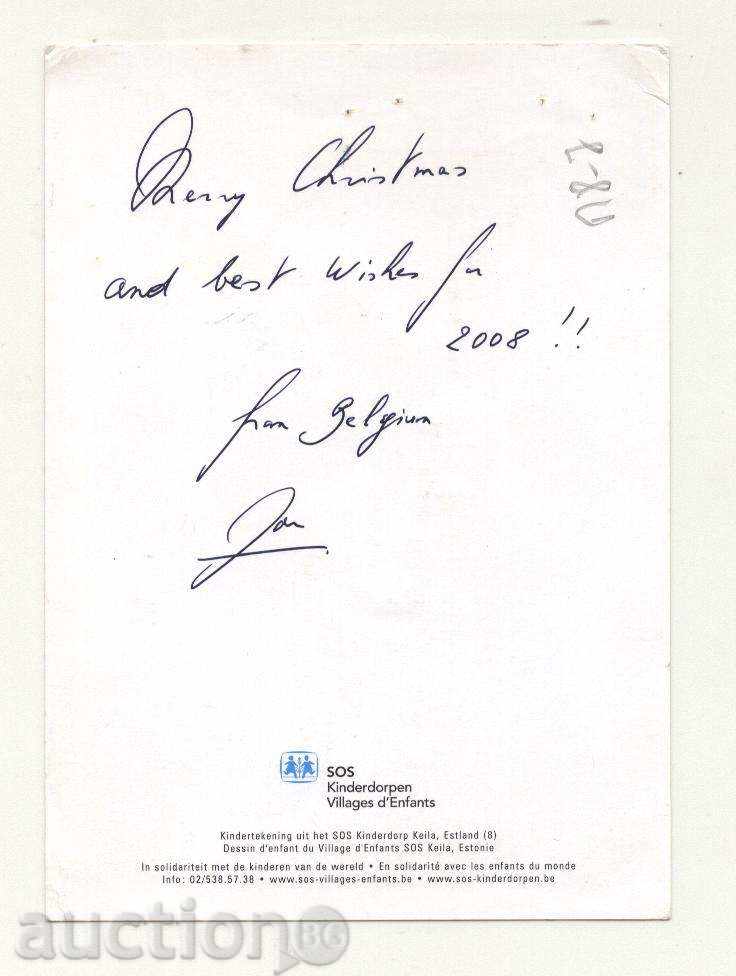 Merry Christmas
and best wishes for
2008 !!
from Belgium
Jan
SOS
Kinderdorpen
Villages d'Enfants
Kindertekening uit het SOS Kinderdorp Keila, Estland (8)
Dessin d'enfant du Village d'Enfants SOS Keila, Estonie
In solidariteit met de kinderen van de wereld • En solidarité avec les enfants du monde
Info: 02/538.57.38 • www.sos-villages-enfants.be • www.sos-kinderdorpen.be
auction.BG